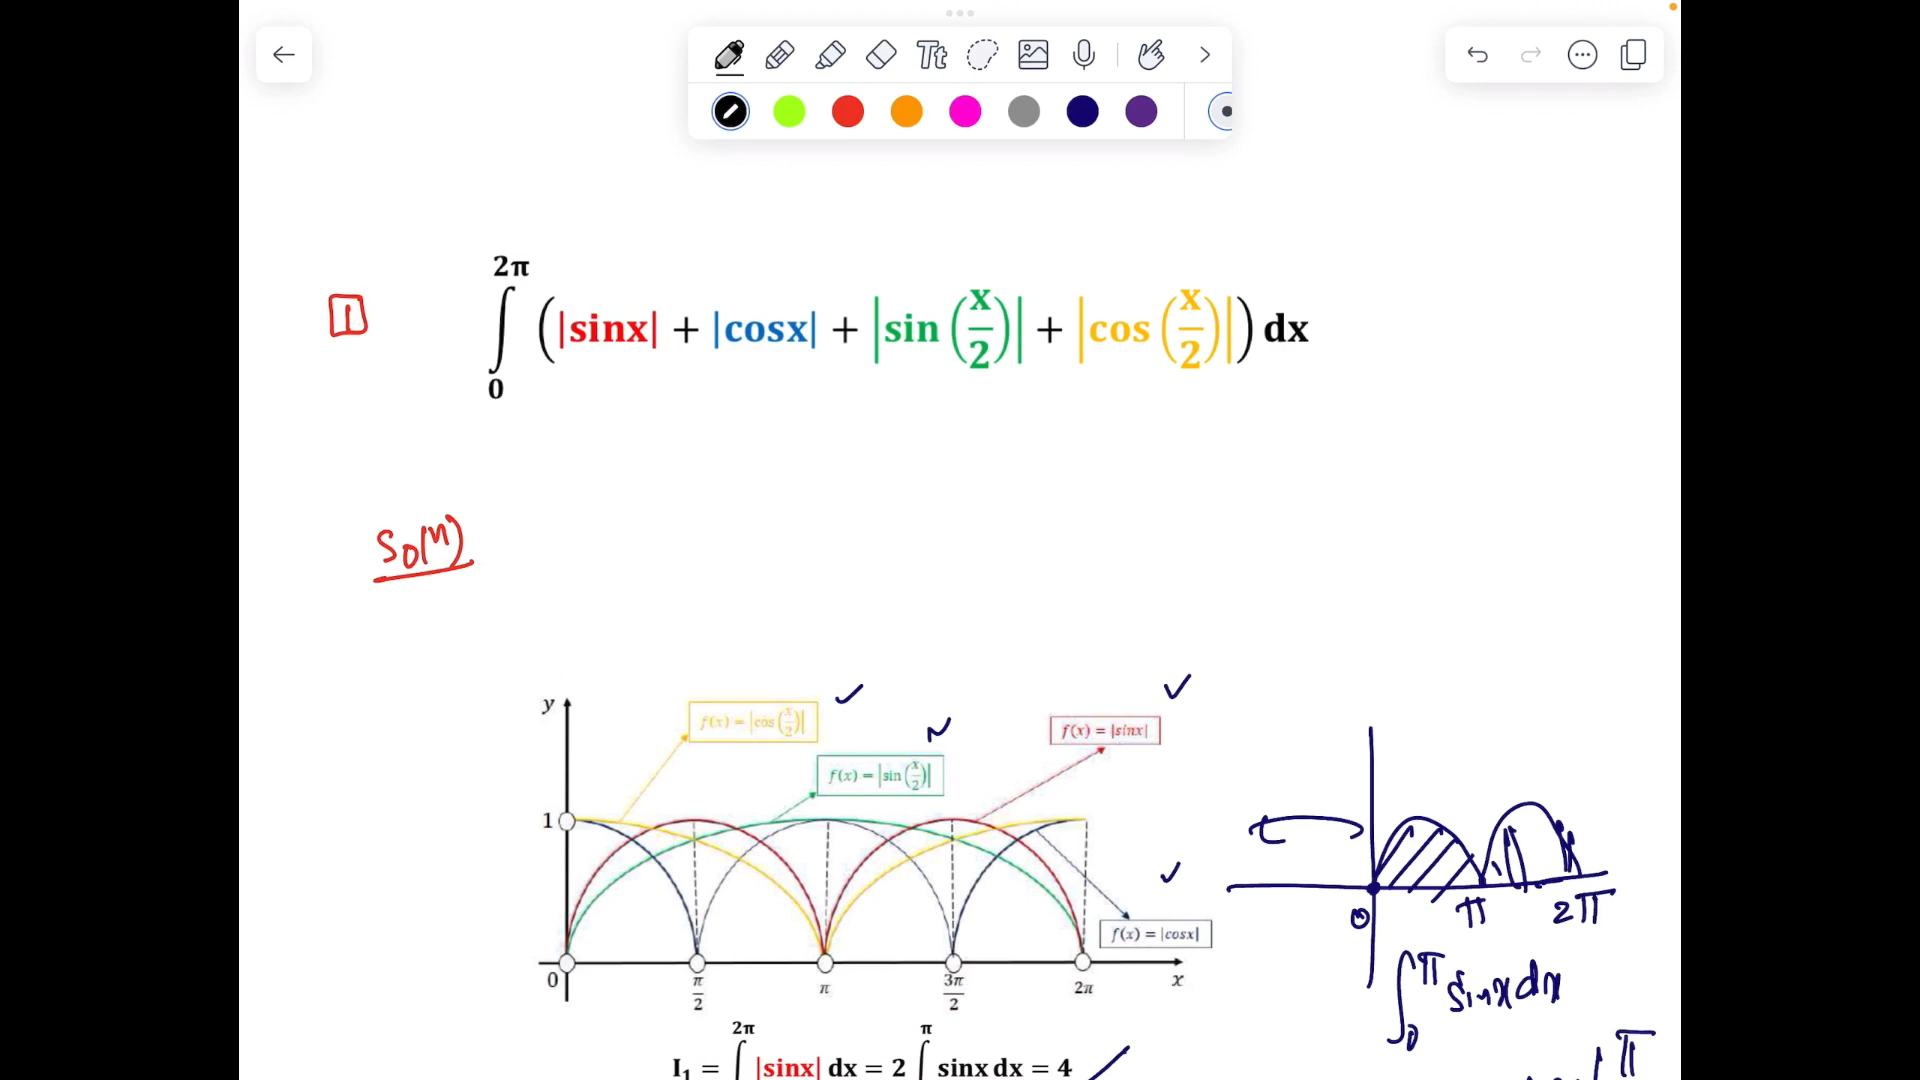 Tt
1
2π
∫ (|sinx| + |cosx| + |sin(x/2)| + |cos(x/2)|) dx
0
Sol(n)
y
f(x) = |cos(x/2)|
f(x) = |sinx|
f(x) = |sin(x/2)|
1
f(x) = |cosx|
0
π/2
π
3π/2
2π
x
0
π
2π
∫₀^π sinx dx
I₁ = ∫^2π |sinx| dx = 2 ∫^π sinx dx = 4
π